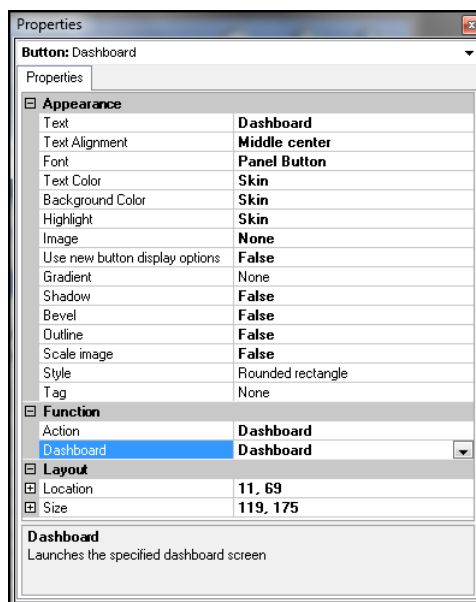 Properties
Button: Dashboard
Properties
Appearance
Text Dashboard
Text Alignment Middle center
Font Panel Button
Text Color Skin
Background Color Skin
Highlight Skin
Image None
Use new button display options False
Gradient None
Shadow False
Bevel False
Outline False
Scale image False
Style Rounded rectangle
Tag None
Function
Action Dashboard
Dashboard Dashboard
Layout
Location 11, 69
Size 119, 175
Dashboard
Launches the specified dashboard screen